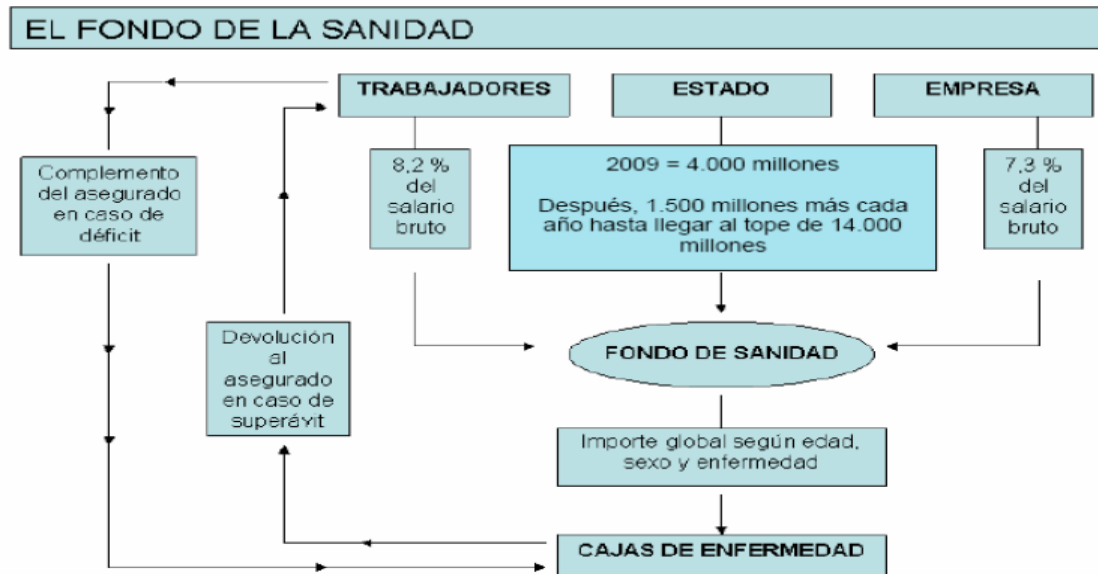 EL FONDO DE LA SANIDAD
TRABAJADORES
ESTADO
EMPRESA
Complemento
del asegurado
en caso de
déficit
8,2 %
del
salario
bruto
2009 = 4.000 millones
Después, 1.500 millones más cada
año hasta llegar al tope de 14.000
millones
7,3 %
del
salario
bruto
Devolución
al
asegurado
en caso de
superávit
FONDO DE SANIDAD
Importe global según edad,
sexo y enfermedad
CAJAS DE ENFERMEDAD